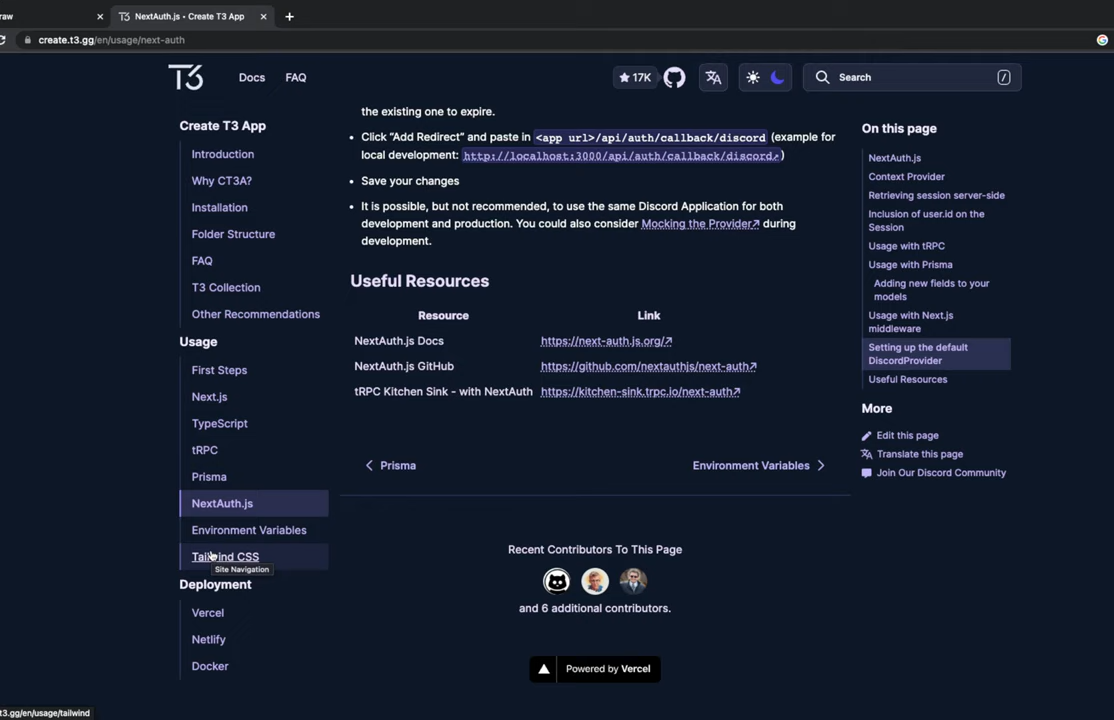 raw
NextAuth.js • Create T3 App
create.t3.gg/en/usage/next-auth
T3
Docs
FAQ
17K
Search
/
Create T3 App
Introduction
Why CT3A?
Installation
Folder Structure
FAQ
T3 Collection
Other Recommendations
Usage
First Steps
Next.js
TypeScript
tRPC
Prisma
NextAuth.js
Environment Variables
Tailwind CSS
Site Navigation
Deployment
Vercel
Netlify
Docker
the existing one to expire.
• Click “Add Redirect” and paste in <app url>/api/auth/callback/discord (example for
local development: http://localhost:3000/api/auth/callback/discord↗)
• Save your changes
• It is possible, but not recommended, to use the same Discord Application for both
development and production. You could also consider Mocking the Provider↗ during
development.
Useful Resources
Resource Link
NextAuth.js Docs https://next-auth.js.org/↗
NextAuth.js GitHub https://github.com/nextauthjs/next-auth↗
tRPC Kitchen Sink - with NextAuth https://kitchen-sink.trpc.io/next-auth↗
Prisma
Environment Variables
Recent Contributors To This Page
and 6 additional contributors.
Powered by Vercel
On this page
NextAuth.js
Context Provider
Retrieving session server-side
Inclusion of user.id on the
Session
Usage with tRPC
Usage with Prisma
Adding new fields to your
models
Usage with Next.js
middleware
Setting up the default
DiscordProvider
Useful Resources
More
Edit this page
Translate this page
Join Our Discord Community
t3.gg/en/usage/tailwind